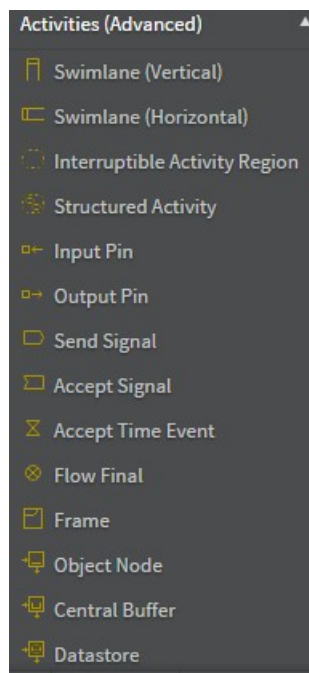 Activities (Advanced)
Swimlane (Vertical)
Swimlane (Horizontal)
Interruptible Activity Region
Structured Activity
Input Pin
Output Pin
Send Signal
Accept Signal
Accept Time Event
Flow Final
Frame
Object Node
Central Buffer
Datastore